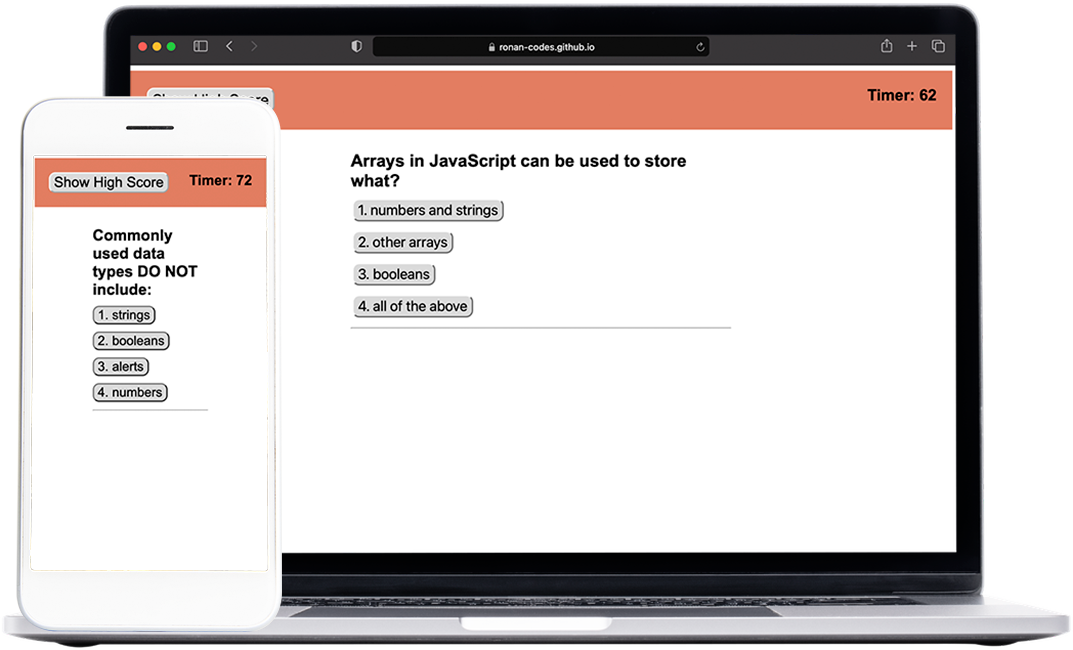 ronan-codes.github.io
Timer: 62
Arrays in JavaScript can be used to store
what?
1. numbers and strings
2. other arrays
3. booleans
4. all of the above
Show High Score
Timer: 72
Commonly
used data
types DO NOT
include:
1. strings
2. booleans
3. alerts
4. numbers